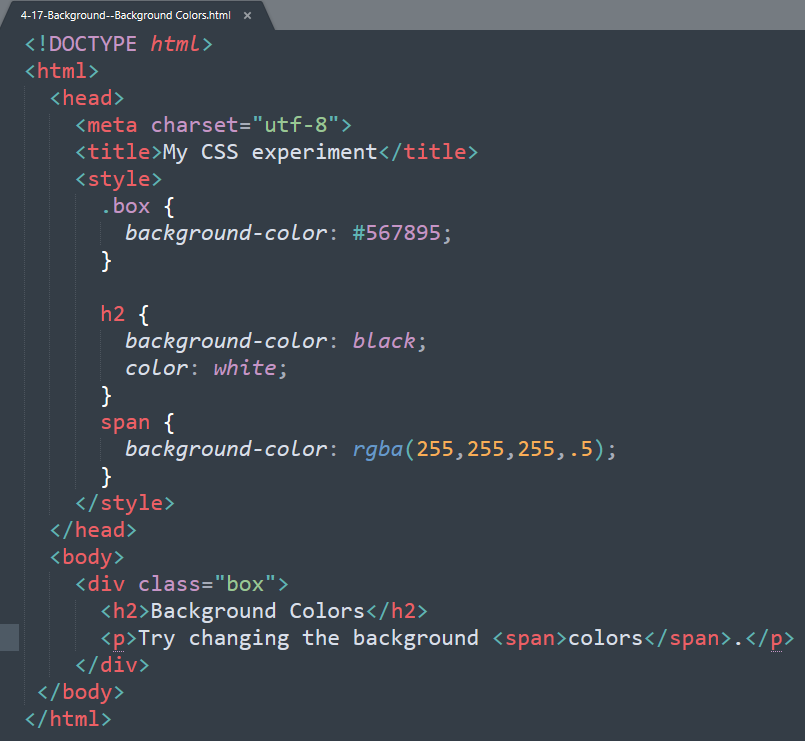 4-17-Background--Background Colors.html ×
<!DOCTYPE html>
<html>
<head>
<meta charset="utf-8">
<title>My CSS experiment</title>
<style>
.box {
background-color: #567895;
}
h2 {
background-color: black;
color: white;
}
span {
background-color: rgba(255,255,255,.5);
}
</style>
</head>
<body>
<div class="box">
<h2>Background Colors</h2>
<p>Try changing the background <span>colors</span>.</p>
</div>
</body>
</html>